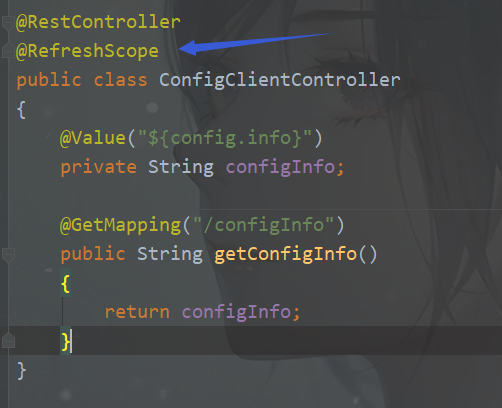 @RestController
@RefreshScope
public class ConfigClientController
{
    @Value("${config.info}")
    private String configInfo;
    @GetMapping("/configInfo")
    public String getConfigInfo()
    {
        return configInfo;
    }
}